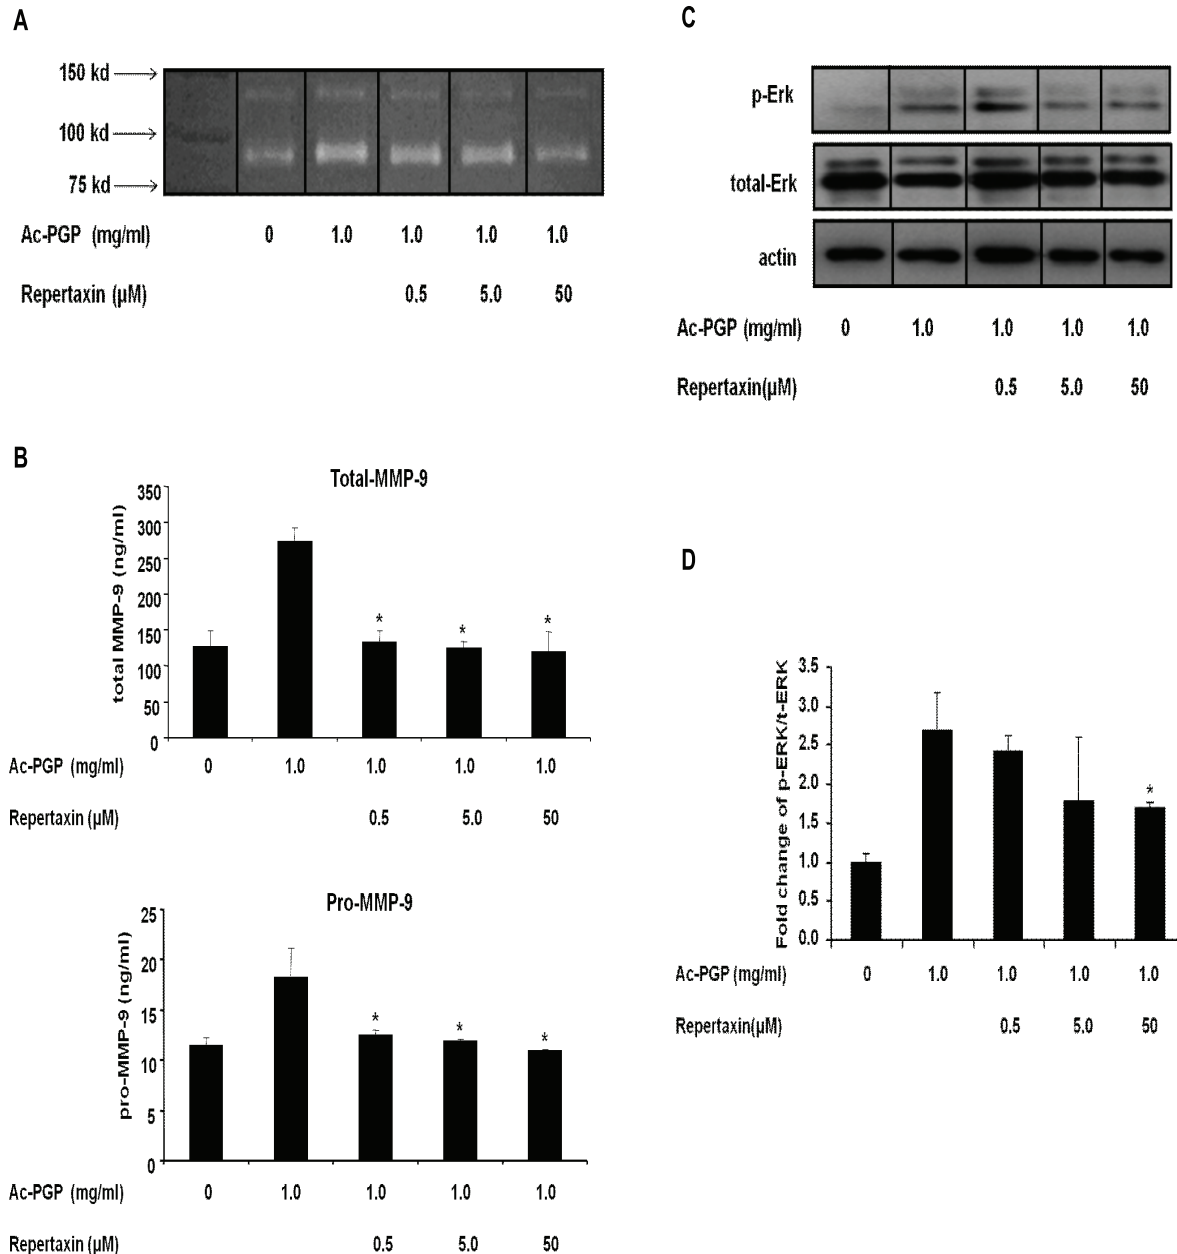 A
150 kd
100 kd
75 kd
Ac-PGP (mg/ml) 0 1.0 1.0 1.0 1.0
Repertaxin (µM) 0.5 5.0 50
B
Total-MMP-9
total MMP-9 (ng/ml)
350
300
250
200
150
100
50
0
* * *
Ac-PGP (mg/ml) 0 1.0 1.0 1.0 1.0
Repertaxin (µM) 0.5 5.0 50
Pro-MMP-9
pro-MMP-9 (ng/ml)
25
20
15
10
5
0
* * *
Ac-PGP (mg/ml) 0 1.0 1.0 1.0 1.0
Repertaxin (µM) 0.5 5.0 50
C
p-Erk
total-Erk
actin
Ac-PGP (mg/ml) 0 1.0 1.0 1.0 1.0
Repertaxin(µM) 0.5 5.0 50
D
Fold change of p-ERK/t-ERK
3.5
3.0
2.5
2.0
1.5
1.0
0.5
0.0
*
Ac-PGP (mg/ml) 0 1.0 1.0 1.0 1.0
Repertaxin(µM) 0.5 5.0 50